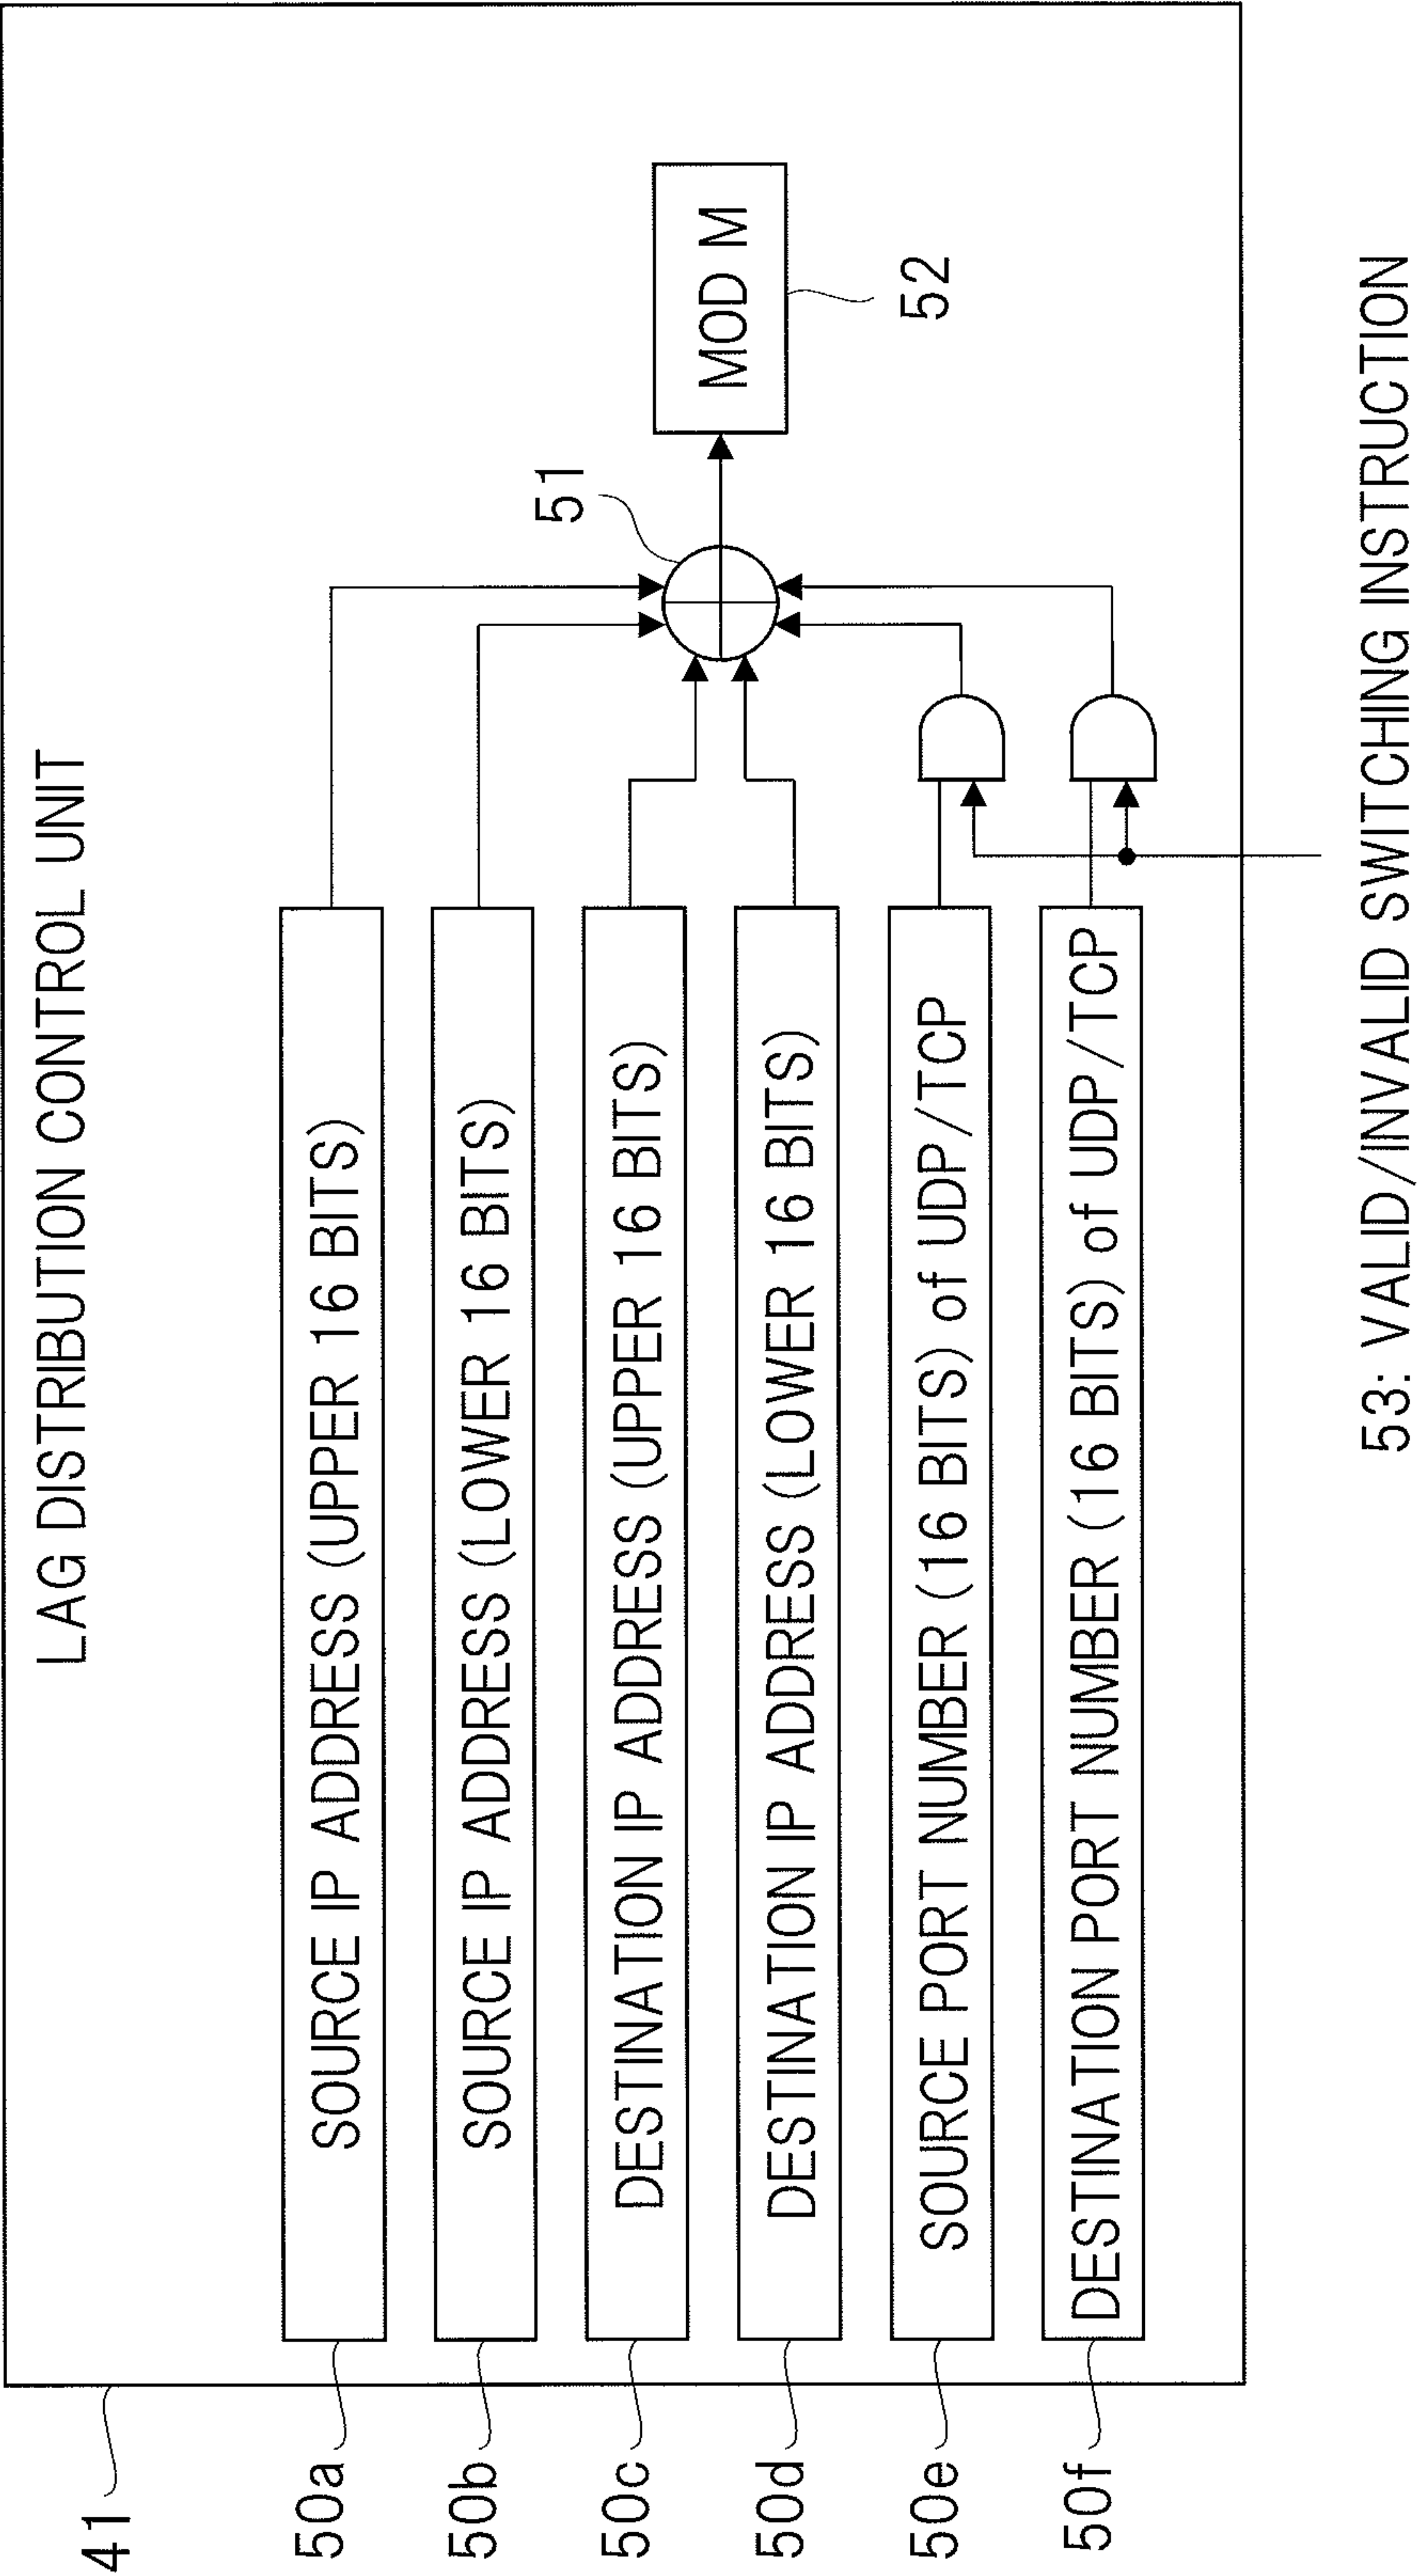 LAG DISTRIBUTION CONTROL UNIT
41
50a
SOURCE IP ADDRESS (UPPER 16 BITS)
50b
SOURCE IP ADDRESS (LOWER 16 BITS)
50c
DESTINATION IP ADDRESS (UPPER 16 BITS)
50d
DESTINATION IP ADDRESS (LOWER 16 BITS)
50e
SOURCE PORT NUMBER (16 BITS) of UDP/TCP
50f
DESTINATION PORT NUMBER (16 BITS) of UDP/TCP
51
MOD M
52
53: VALID/INVALID SWITCHING INSTRUCTION